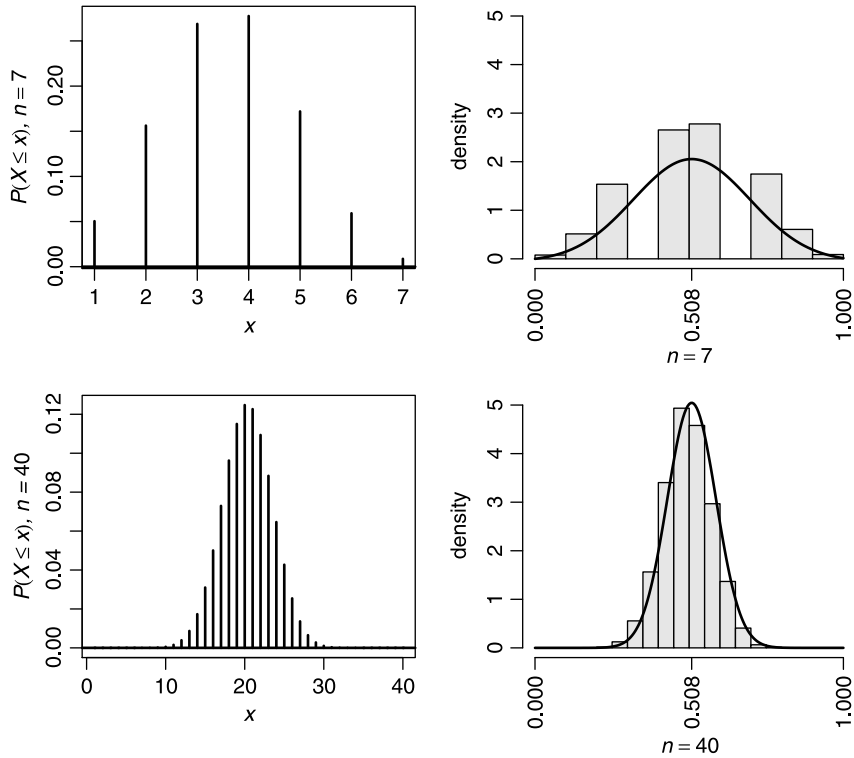 P(X ≤ x), n = 7
0.00
0.10
0.20
1 2 3 4 5 6 7
x
density
0
1
2
3
4
5
0.000
0.508
1.000
n = 7
P(X ≤ x), n = 40
0.00
0.04
0.08
0.12
0 10 20 30 40
x
density
0
1
2
3
4
5
0.000
0.508
1.000
n = 40